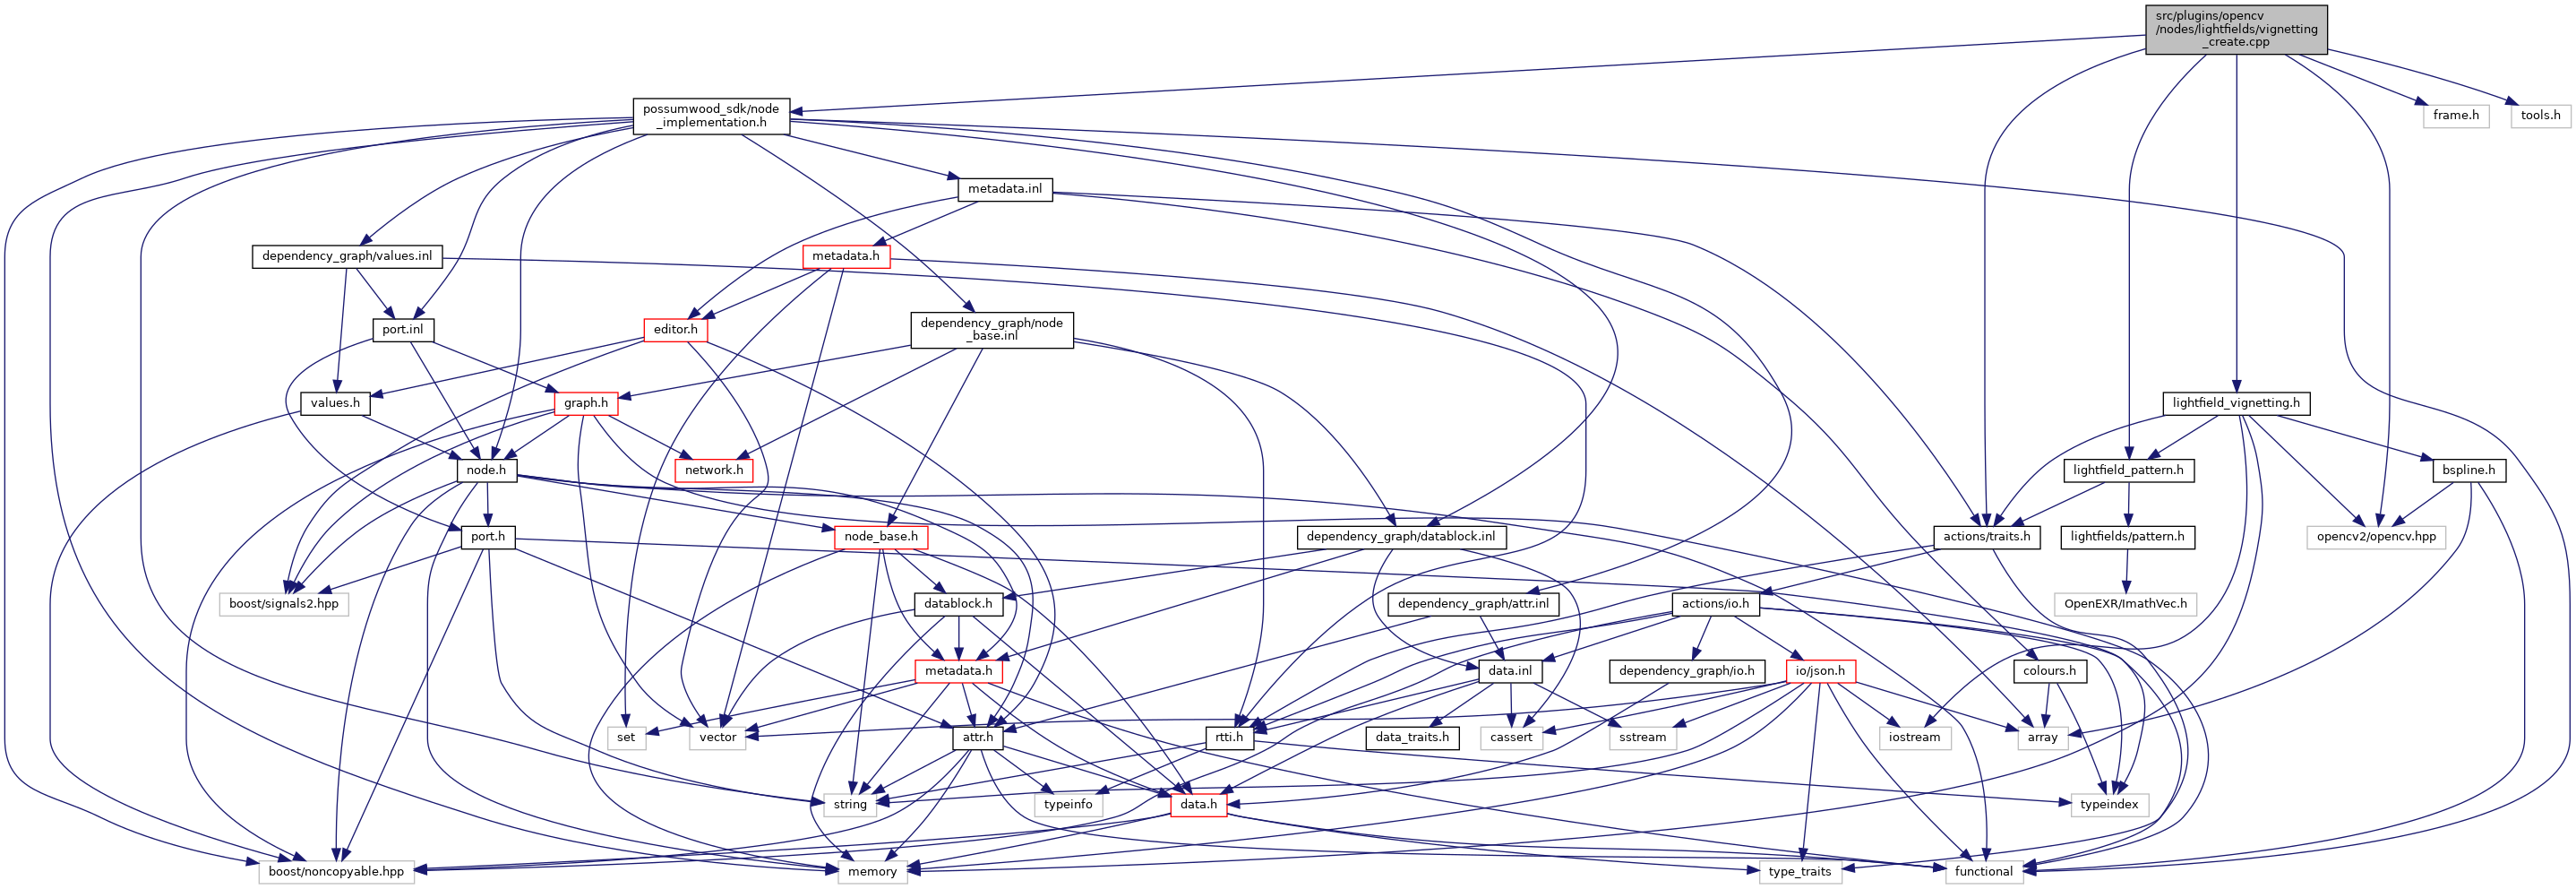 src/plugins/opencv
/nodes/lightfields/vignetting
_create.cpp
possumwood_sdk/node
_implementation.h
frame.h
tools.h
metadata.inl
dependency_graph/values.inl
metadata.h
port.inl
editor.h
dependency_graph/node
_base.inl
values.h
graph.h
lightfield_vignetting.h
node.h
network.h
lightfield_pattern.h
bspline.h
port.h
node_base.h
dependency_graph/datablock.inl
actions/traits.h
lightfields/pattern.h
opencv2/opencv.hpp
boost/signals2.hpp
datablock.h
dependency_graph/attr.inl
actions/io.h
OpenEXR/ImathVec.h
metadata.h
data.inl
dependency_graph/io.h
io/json.h
colours.h
set
vector
attr.h
rtti.h
data_traits.h
cassert
sstream
iostream
array
string
typeinfo
data.h
typeindex
boost/noncopyable.hpp
memory
type_traits
functional